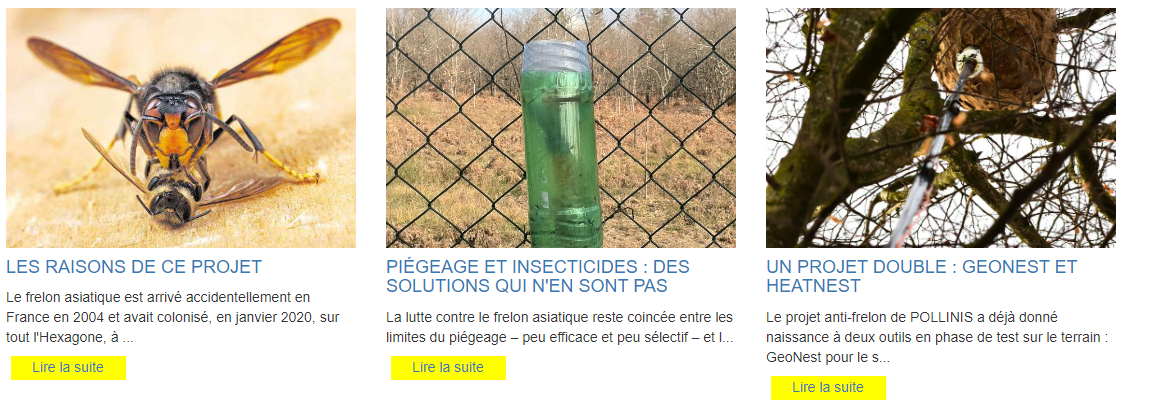 LES RAISONS DE CE PROJET
Le frelon asiatique est arrivé accidentellement en
France en 2004 et avait colonisé, en janvier 2020, sur
tout l'Hexagone, à ...
Lire la suite
PIÉGEAGE ET INSECTICIDES : DES
SOLUTIONS QUI N'EN SONT PAS
La lutte contre le frelon asiatique reste coincée entre les
limites du piégeage – peu efficace et peu sélectif – et l...
Lire la suite
UN PROJET DOUBLE : GEONEST ET
HEATNEST
Le projet anti-frelon de POLLINIS a déjà donné
naissance à deux outils en phase de test sur le terrain :
GeoNest pour le s...
Lire la suite